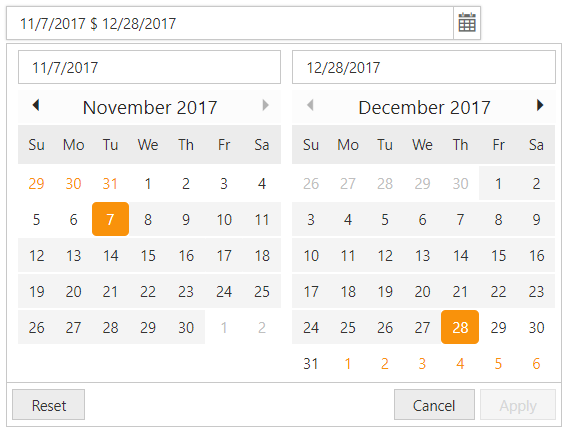 11/7/2017 $ 12/28/2017
11/7/2017 12/28/2017
November 2017 December 2017
Su Mo Tu We Th Fr Sa Su Mo Tu We Th Fr Sa
29 30 31 1 2 3 4 26 27 28 29 30 1 2
5 6 7 8 9 10 11 3 4 5 6 7 8 9
12 13 14 15 16 17 18 10 11 12 13 14 15 16
19 20 21 22 23 24 25 17 18 19 20 21 22 23
26 27 28 29 30 1 2 24 25 26 27 28 29 30
31 1 2 3 4 5 6
Reset Cancel Apply